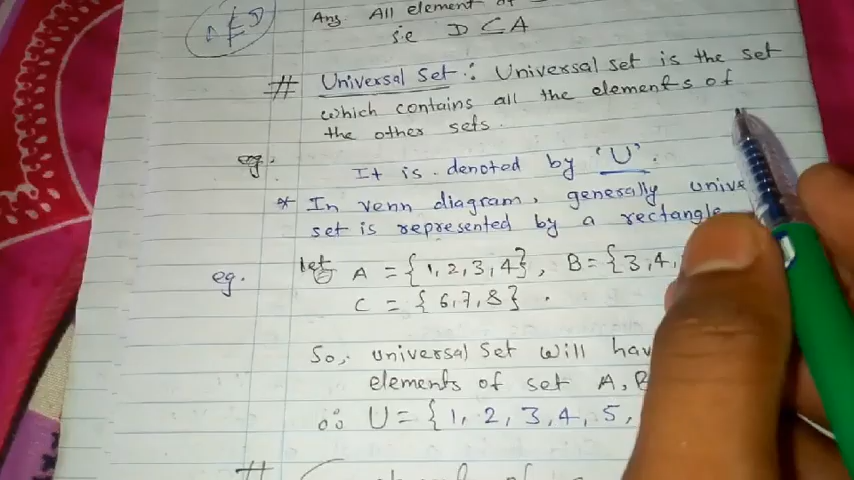 Ans All element of
i.e D ⊂ A
# Universal Set :- Universal set is the set
which contains all the elements of
the other sets.
eg. It is denoted by 'U'.
* In venn diagram, generally unive
set is represented by a rectangle
eg. let A = {1,2,3,4}, B = {3,4,
C = {6,7,8}.
So, universal set will hav
elements of set A, B
∴ U = {1, 2, 3, 4, 5,
#